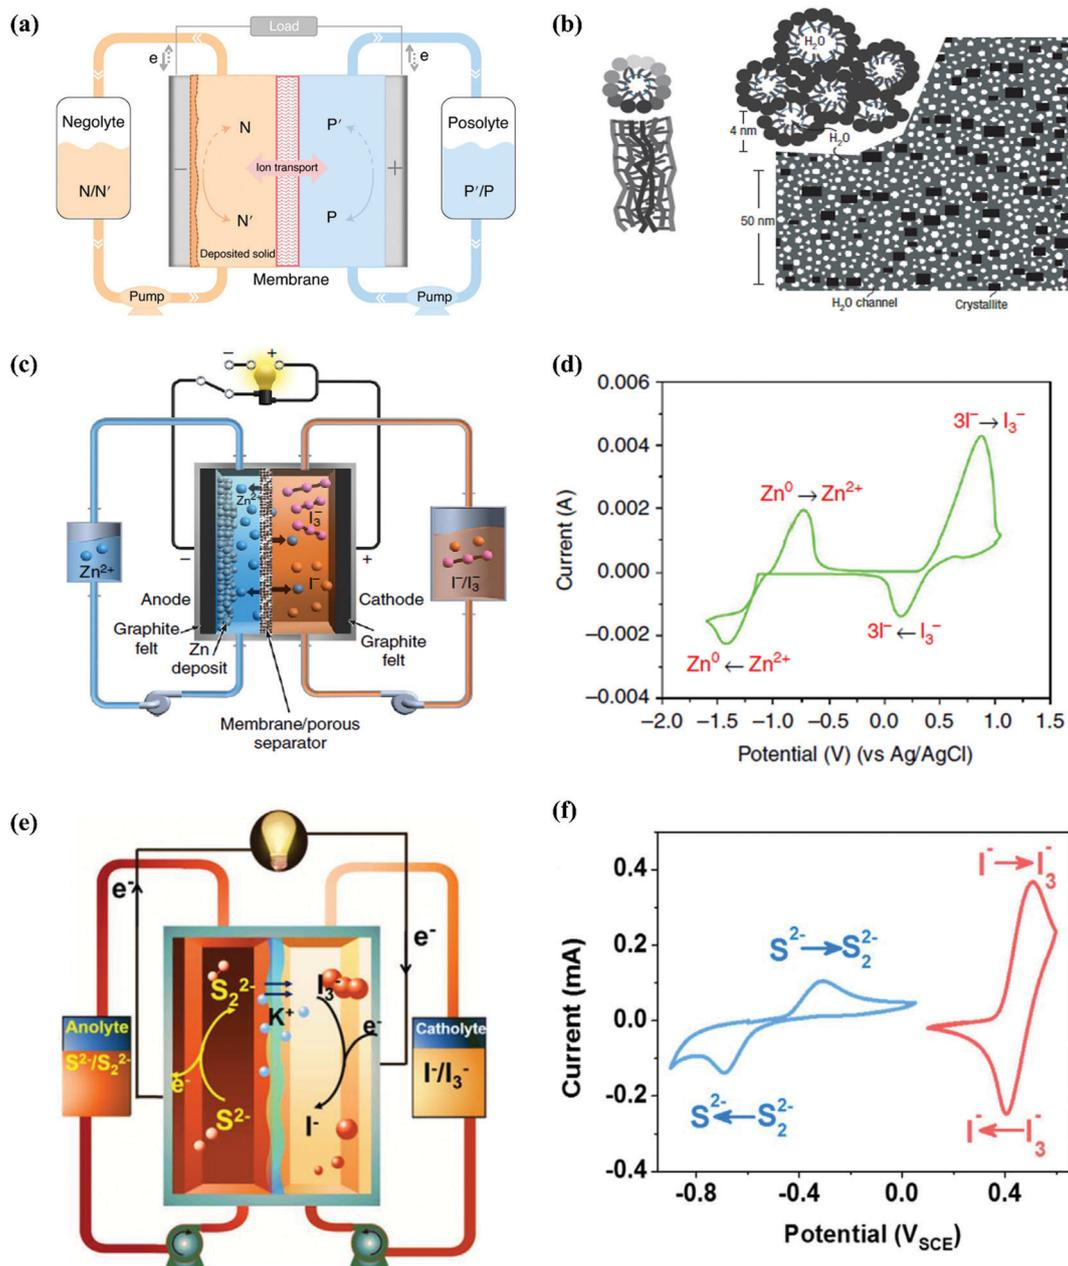 (a)
Load
e
e
Negolyte
N/N′
N
N′
Deposited solid
Ion transport
P′
P
Posolyte
P′/P
−
+
Membrane
Pump
Pump
(b)
H₂O
4 nm
H₂O
50 nm
H₂O channel
Crystallite
(c)
− +
Zn²⁺
Zn²⁺
I₃⁻
I⁻
I⁻/I₃⁻
−
+
Anode
Cathode
Graphite
felt
Zn
deposit
Graphite
felt
Membrane/porous
separator
(d)
Current (A)
0.006
0.004
0.002
0.000
−0.002
−0.004
3I⁻ → I₃⁻
Zn⁰ → Zn²⁺
3I⁻ ← I₃⁻
Zn⁰ ← Zn²⁺
−2.0 −1.5 −1.0 −0.5 0.0 0.5 1.0 1.5
Potential (V) (vs Ag/AgCl)
(e)
e⁻
e⁻
S₂²⁻
I₃⁻
K⁺
e⁻
Anolyte
S²⁻/S₂²⁻
e⁻
S²⁻
I⁻
Catholyte
I⁻/I₃⁻
(f)
Current (mA)
0.4
0.2
0.0
-0.2
-0.4
I⁻ → I₃⁻
S²⁻ → S₂²⁻
S²⁻ ← S₂²⁻
I⁻ ← I₃⁻
-0.8 -0.4 0.0 0.4
Potential (V_SCE)